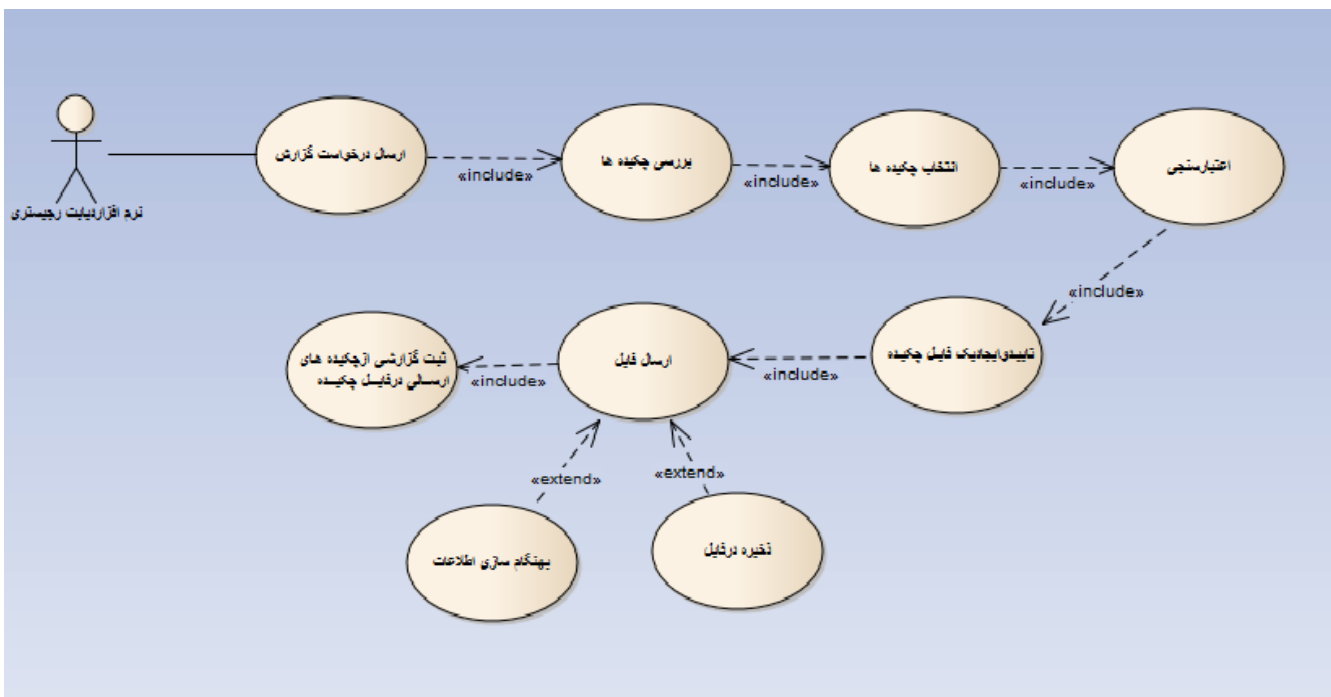 ارسال درخواست گزارش
«include»
بررسی چکیده ها
«include»
انتخاب چکیده ها
«include»
اعتبارسنجی
نرم افزاردیابت رجیستری
«include»
تاییدوایجادیک فایل چکیده
«include»
ارسال فایل
«include»
ثبت گزارشی ازچکیده های
ارسالی درفایل چکیده
«extend»
«extend»
بهنگام سازی اطلاعات
ذخیره درفایل